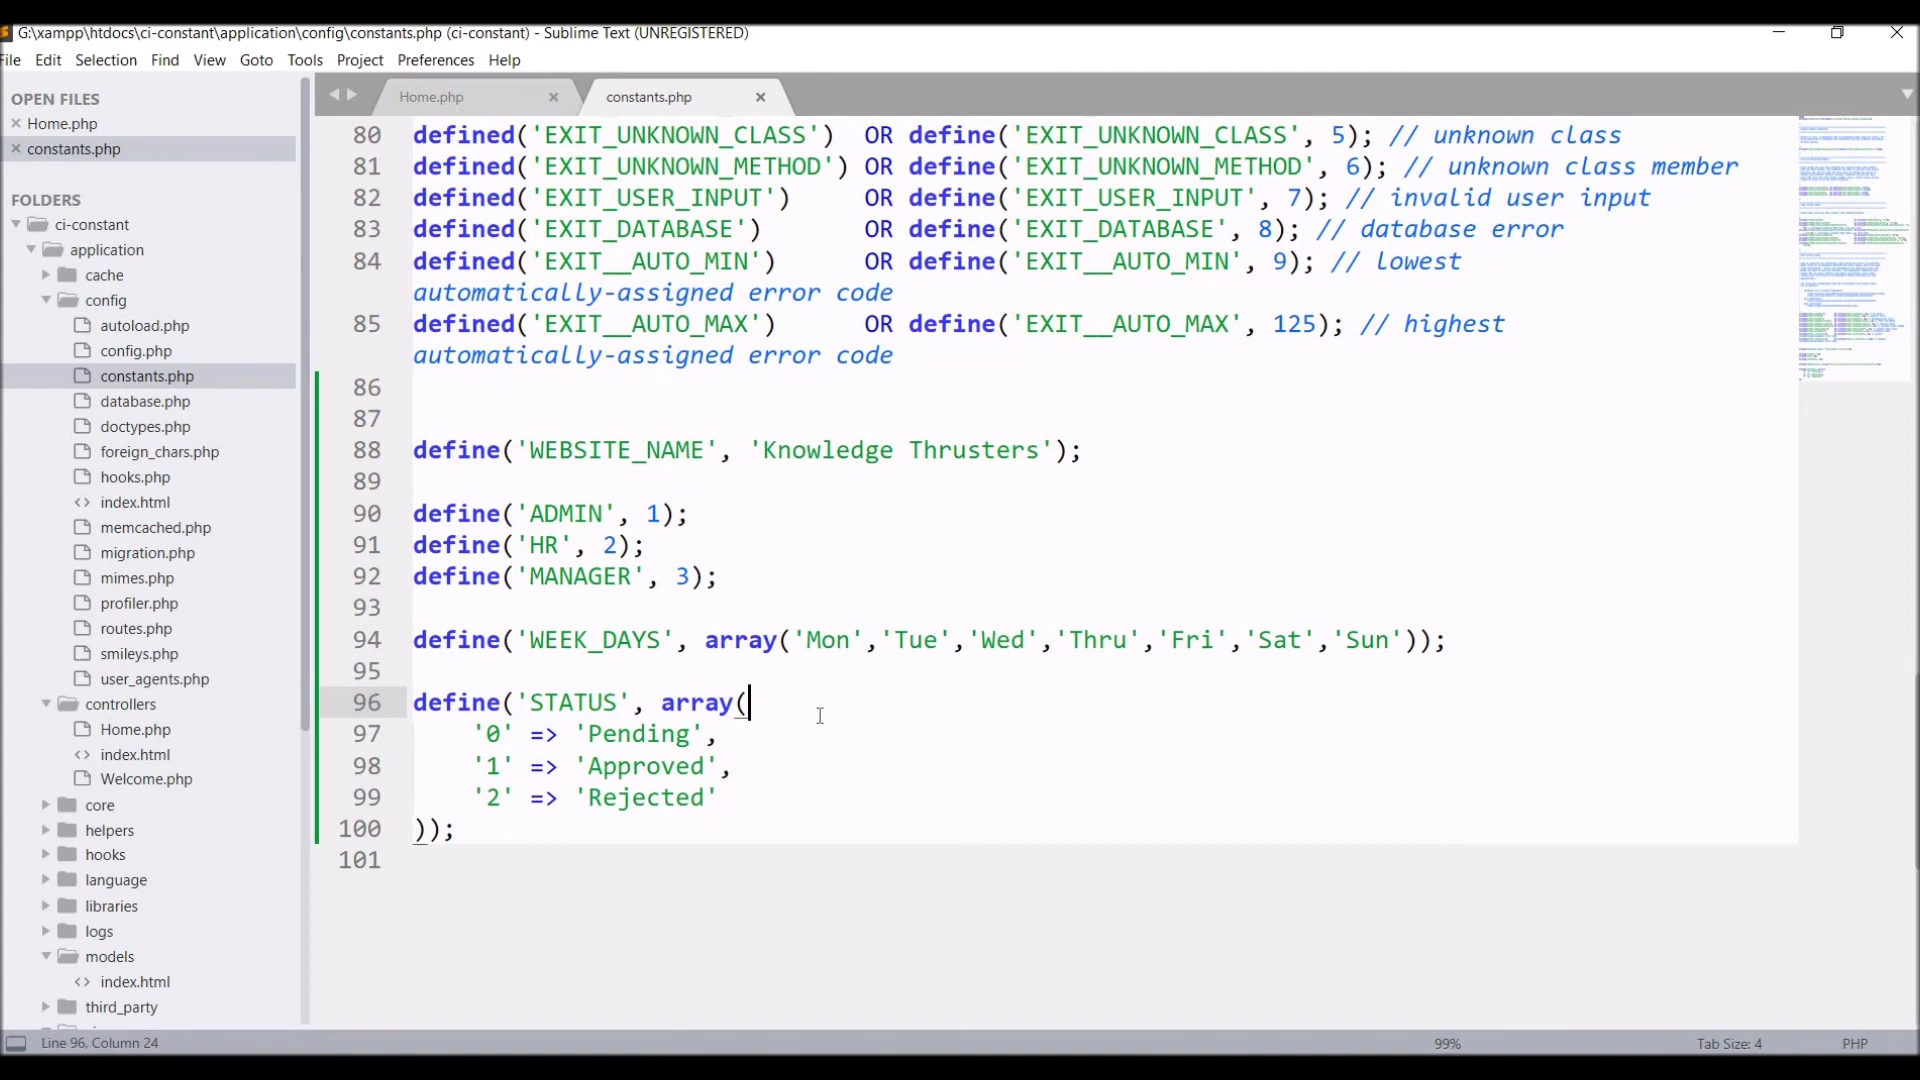 G:\xampp\htdocs\ci-constant\application\config\constants.php (ci-constant) - Sublime Text (UNREGISTERED)
File Edit Selection Find View Goto Tools Project Preferences Help
OPEN FILES
Home.php
constants.php
FOLDERS
ci-constant
application
cache
config
autoload.php
config.php
constants.php
database.php
doctypes.php
foreign_chars.php
hooks.php
index.html
memcached.php
migration.php
mimes.php
profiler.php
routes.php
smileys.php
user_agents.php
controllers
Home.php
index.html
Welcome.php
core
helpers
hooks
language
libraries
logs
models
index.html
third_party
Home.php constants.php
80 defined('EXIT_UNKNOWN_CLASS') OR define('EXIT_UNKNOWN_CLASS', 5); // unknown class
81 defined('EXIT_UNKNOWN_METHOD') OR define('EXIT_UNKNOWN_METHOD', 6); // unknown class member
82 defined('EXIT_USER_INPUT') OR define('EXIT_USER_INPUT', 7); // invalid user input
83 defined('EXIT_DATABASE') OR define('EXIT_DATABASE', 8); // database error
84 defined('EXIT__AUTO_MIN') OR define('EXIT__AUTO_MIN', 9); // lowest
automatically-assigned error code
85 defined('EXIT__AUTO_MAX') OR define('EXIT__AUTO_MAX', 125); // highest
automatically-assigned error code
86
87
88 define('WEBSITE_NAME', 'Knowledge Thrusters');
89
90 define('ADMIN', 1);
91 define('HR', 2);
92 define('MANAGER', 3);
93
94 define('WEEK_DAYS', array('Mon','Tue','Wed','Thru','Fri','Sat','Sun'));
95
96 define('STATUS', array(
97 '0' => 'Pending',
98 '1' => 'Approved',
99 '2' => 'Rejected'
100 ));
101
Line 96, Column 24 99% Tab Size: 4 PHP